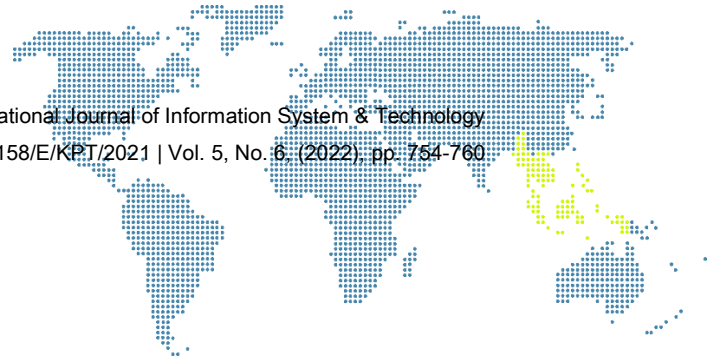 ational Journal of Information System & Technology
158/E/KPT/2021 | Vol. 5, No. 6, (2022), pp. 754-760